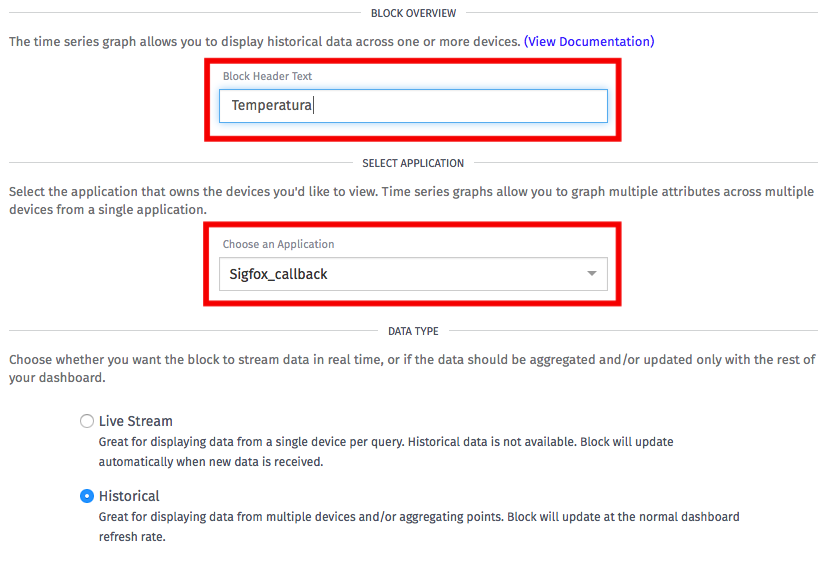 BLOCK OVERVIEW
The time series graph allows you to display historical data across one or more devices. (View Documentation)
Block Header Text
Temperatura
SELECT APPLICATION
Select the application that owns the devices you'd like to view. Time series graphs allow you to graph multiple attributes across multiple
devices from a single application.
Choose an Application
Sigfox_callback
DATA TYPE
Choose whether you want the block to stream data in real time, or if the data should be aggregated and/or updated only with the rest of
your dashboard.
Live Stream
Great for displaying data from a single device per query. Historical data is not available. Block will update
automatically when new data is received.
Historical
Great for displaying data from multiple devices and/or aggregating points. Block will update at the normal dashboard
refresh rate.